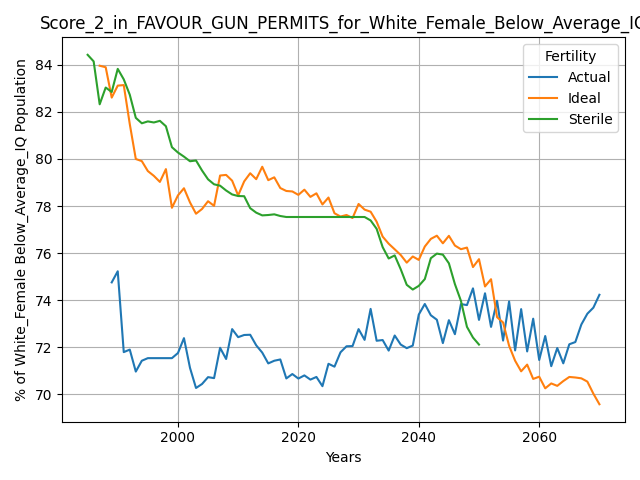 Score_2_in_FAVOUR_GUN_PERMITS_for_White_Female_Below_Average_IQ
% of White_Female Below_Average_IQ Population
84
82
80
78
76
74
72
70
Fertility
Actual
Ideal
Sterile
2000
2020
2040
2060
Years